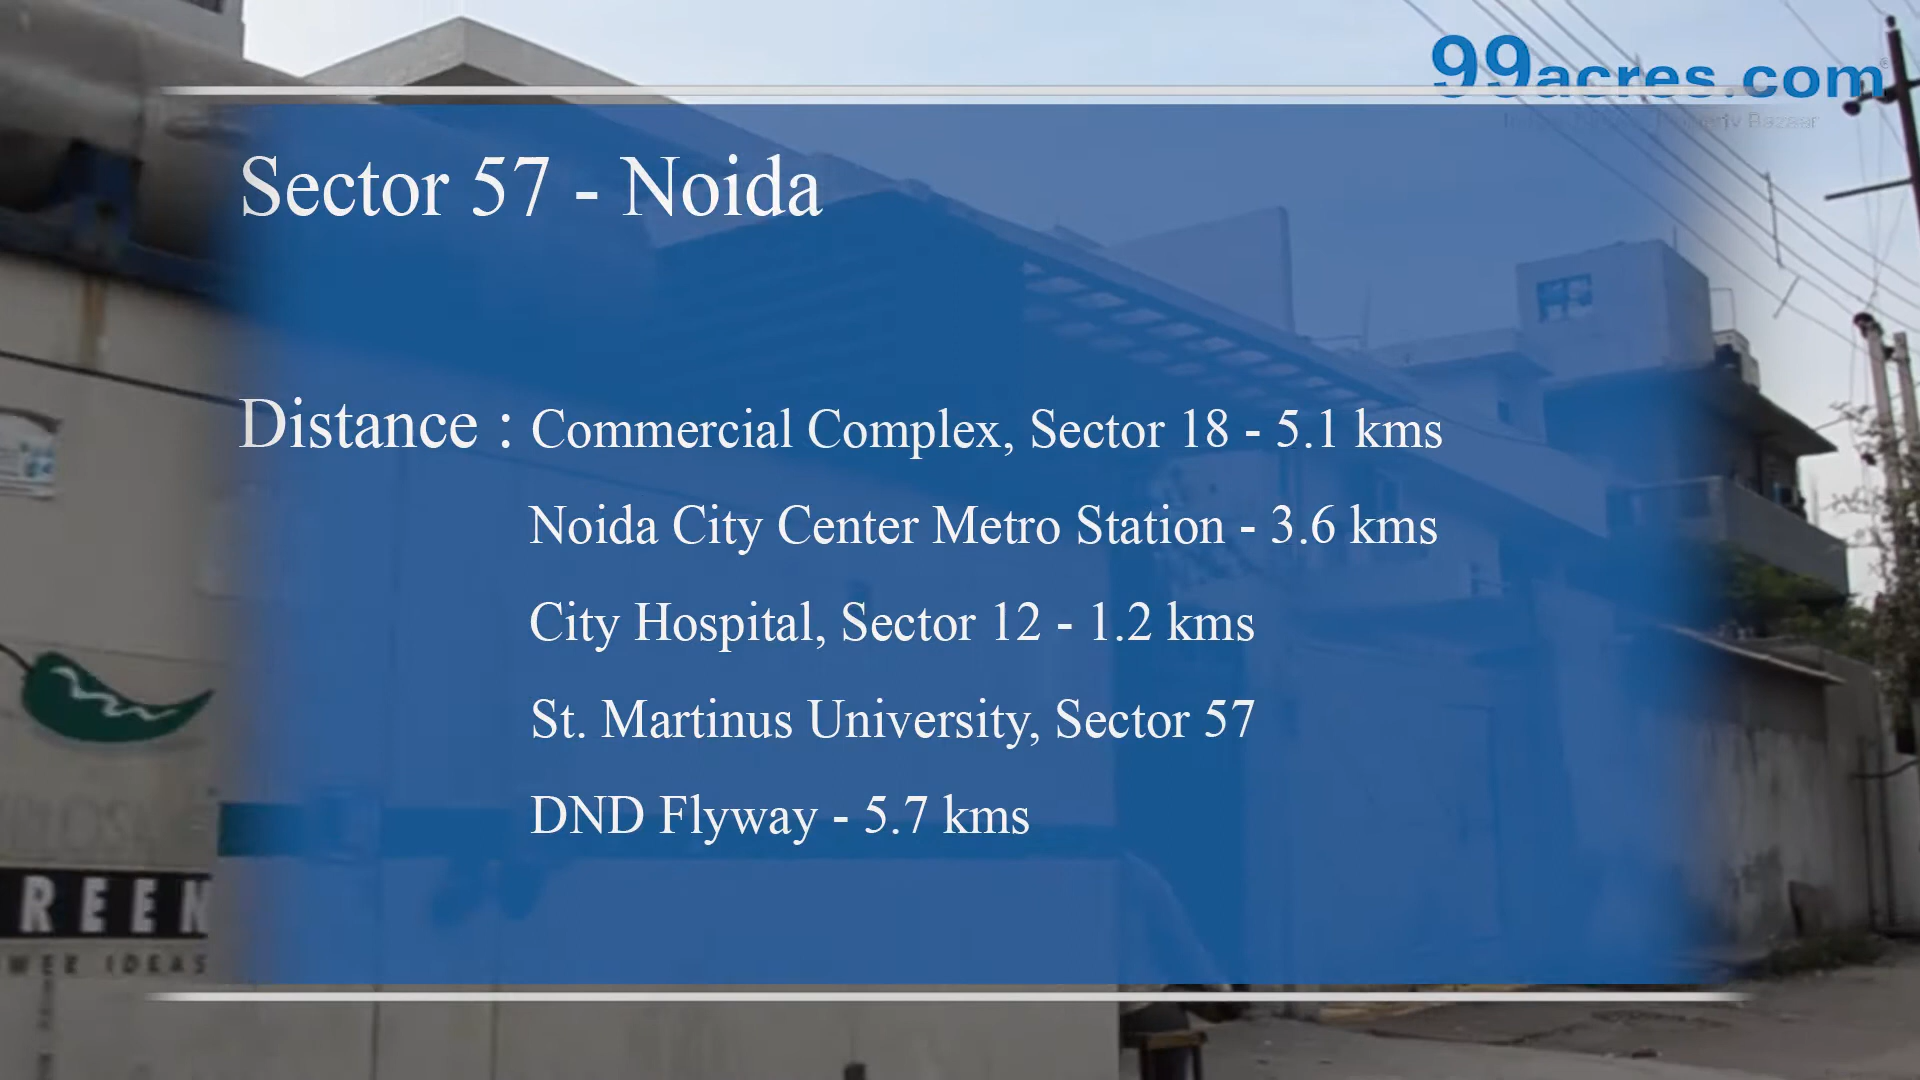 99acres.com
Sector 57 - Noida
Distance : Commercial Complex, Sector 18 - 5.1 kms
Noida City Center Metro Station - 3.6 kms
City Hospital, Sector 12 - 1.2 kms
St. Martinus University, Sector 57
DND Flyway - 5.7 kms
REEN
WER IDEAS